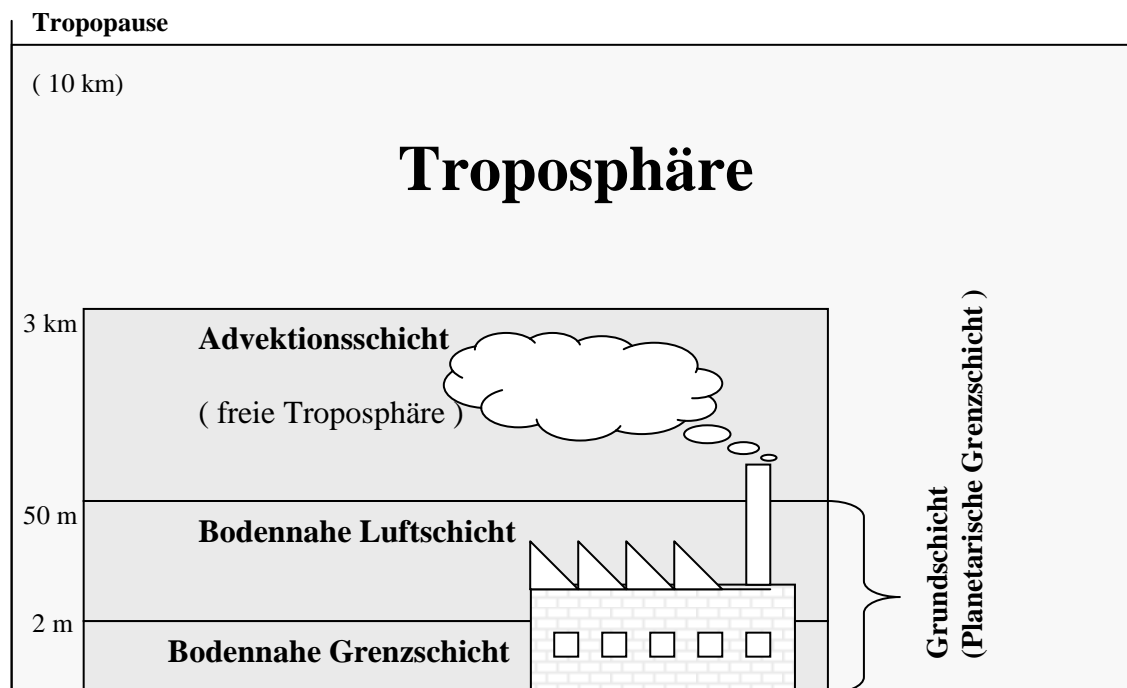 Tropopause
( 10 km)
Troposphäre
3 km
Advektionsschicht
( freie Troposphäre )
50 m
Bodennahe Luftschicht
2 m
Bodennahe Grenzschicht
Grundschicht
(Planetarische Grenzschicht )